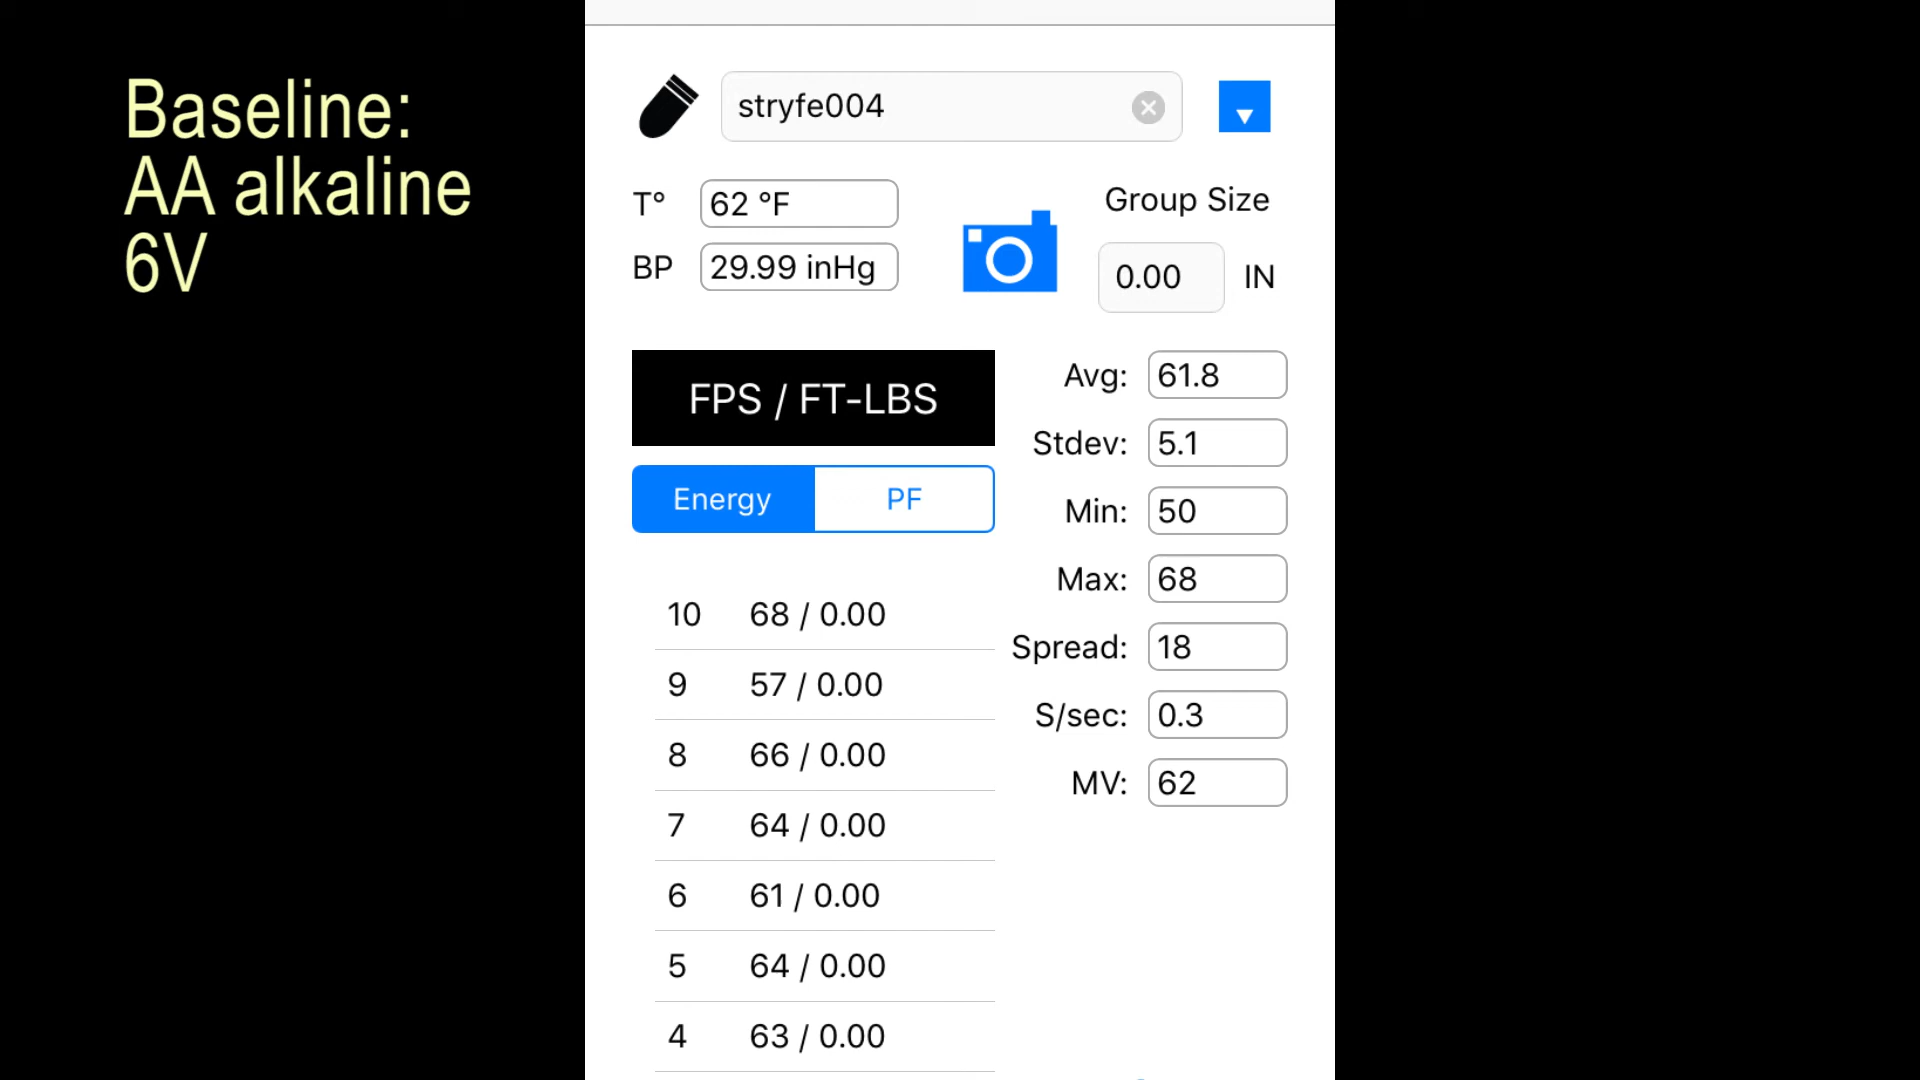 Baseline:
AA alkaline
6V
stryfe004
T° 62 °F
BP 29.99 inHg
Group Size
0.00 IN
FPS / FT-LBS
Energy PF
10 68 / 0.00
9 57 / 0.00
8 66 / 0.00
7 64 / 0.00
6 61 / 0.00
5 64 / 0.00
4 63 / 0.00
Avg: 61.8
Stdev: 5.1
Min: 50
Max: 68
Spread: 18
S/sec: 0.3
MV: 62